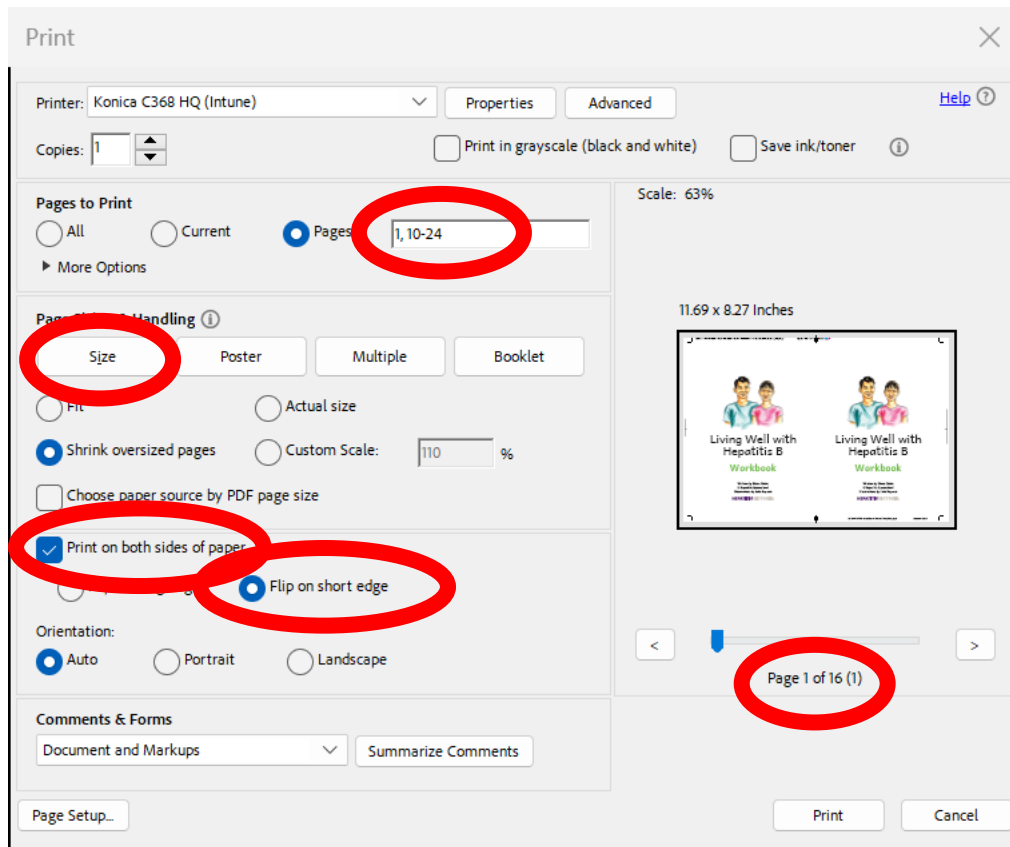 Print
Printer: Konica C368 HQ (Intune) Properties Advanced Help
Copies: 1 Print in grayscale (black and white) Save ink/toner
Pages to Print
All Current Pages 1, 10-24
More Options
Scale: 63%
Handling
Size Poster Multiple Booklet
Fit Actual size
Shrink oversized pages Custom Scale: 110 %
Choose paper source by PDF page size
Print on both sides of paper
Flip on short edge
Orientation:
Auto Portrait Landscape
11.69 x 8.27 Inches
Living Well with Living Well with
Hepatitis B Hepatitis B
Workbook Workbook
< >
Page 1 of 16 (1)
Comments & Forms
Document and Markups Summarize Comments
Page Setup... Print Cancel